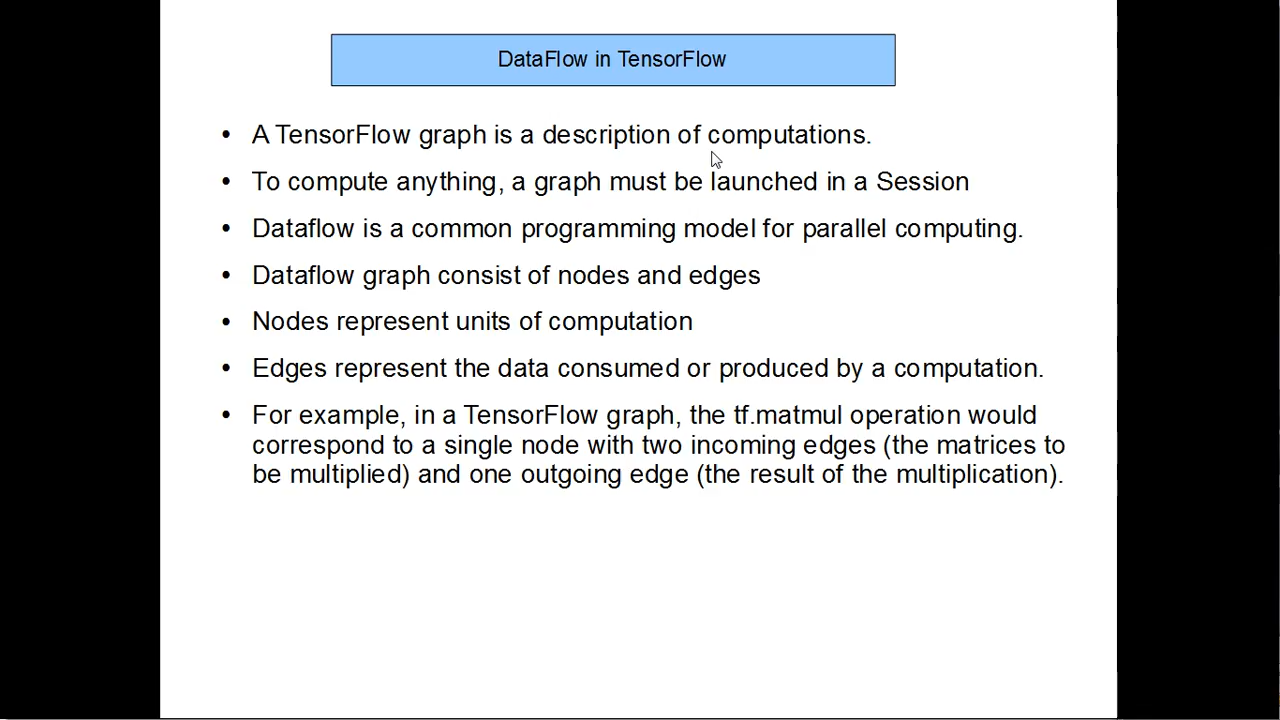 DataFlow in TensorFlow
• A TensorFlow graph is a description of computations.
• To compute anything, a graph must be launched in a Session
• Dataflow is a common programming model for parallel computing.
• Dataflow graph consist of nodes and edges
• Nodes represent units of computation
• Edges represent the data consumed or produced by a computation.
• For example, in a TensorFlow graph, the tf.matmul operation would
correspond to a single node with two incoming edges (the matrices to
be multiplied) and one outgoing edge (the result of the multiplication).